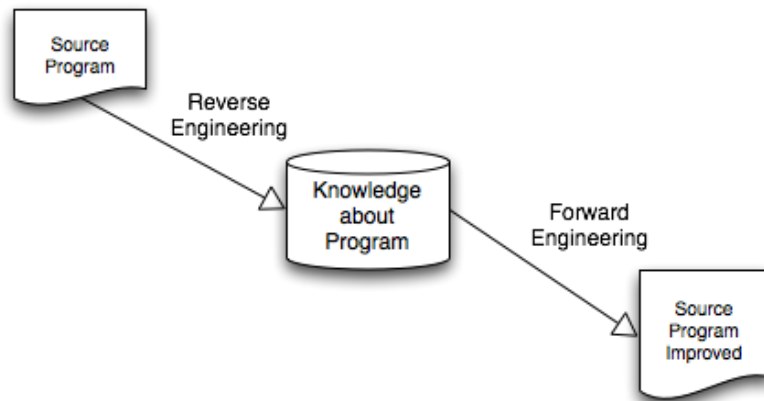 Source
Program
Reverse
Engineering
Knowledge
about
Program
Forward
Engineering
Source
Program
Improved